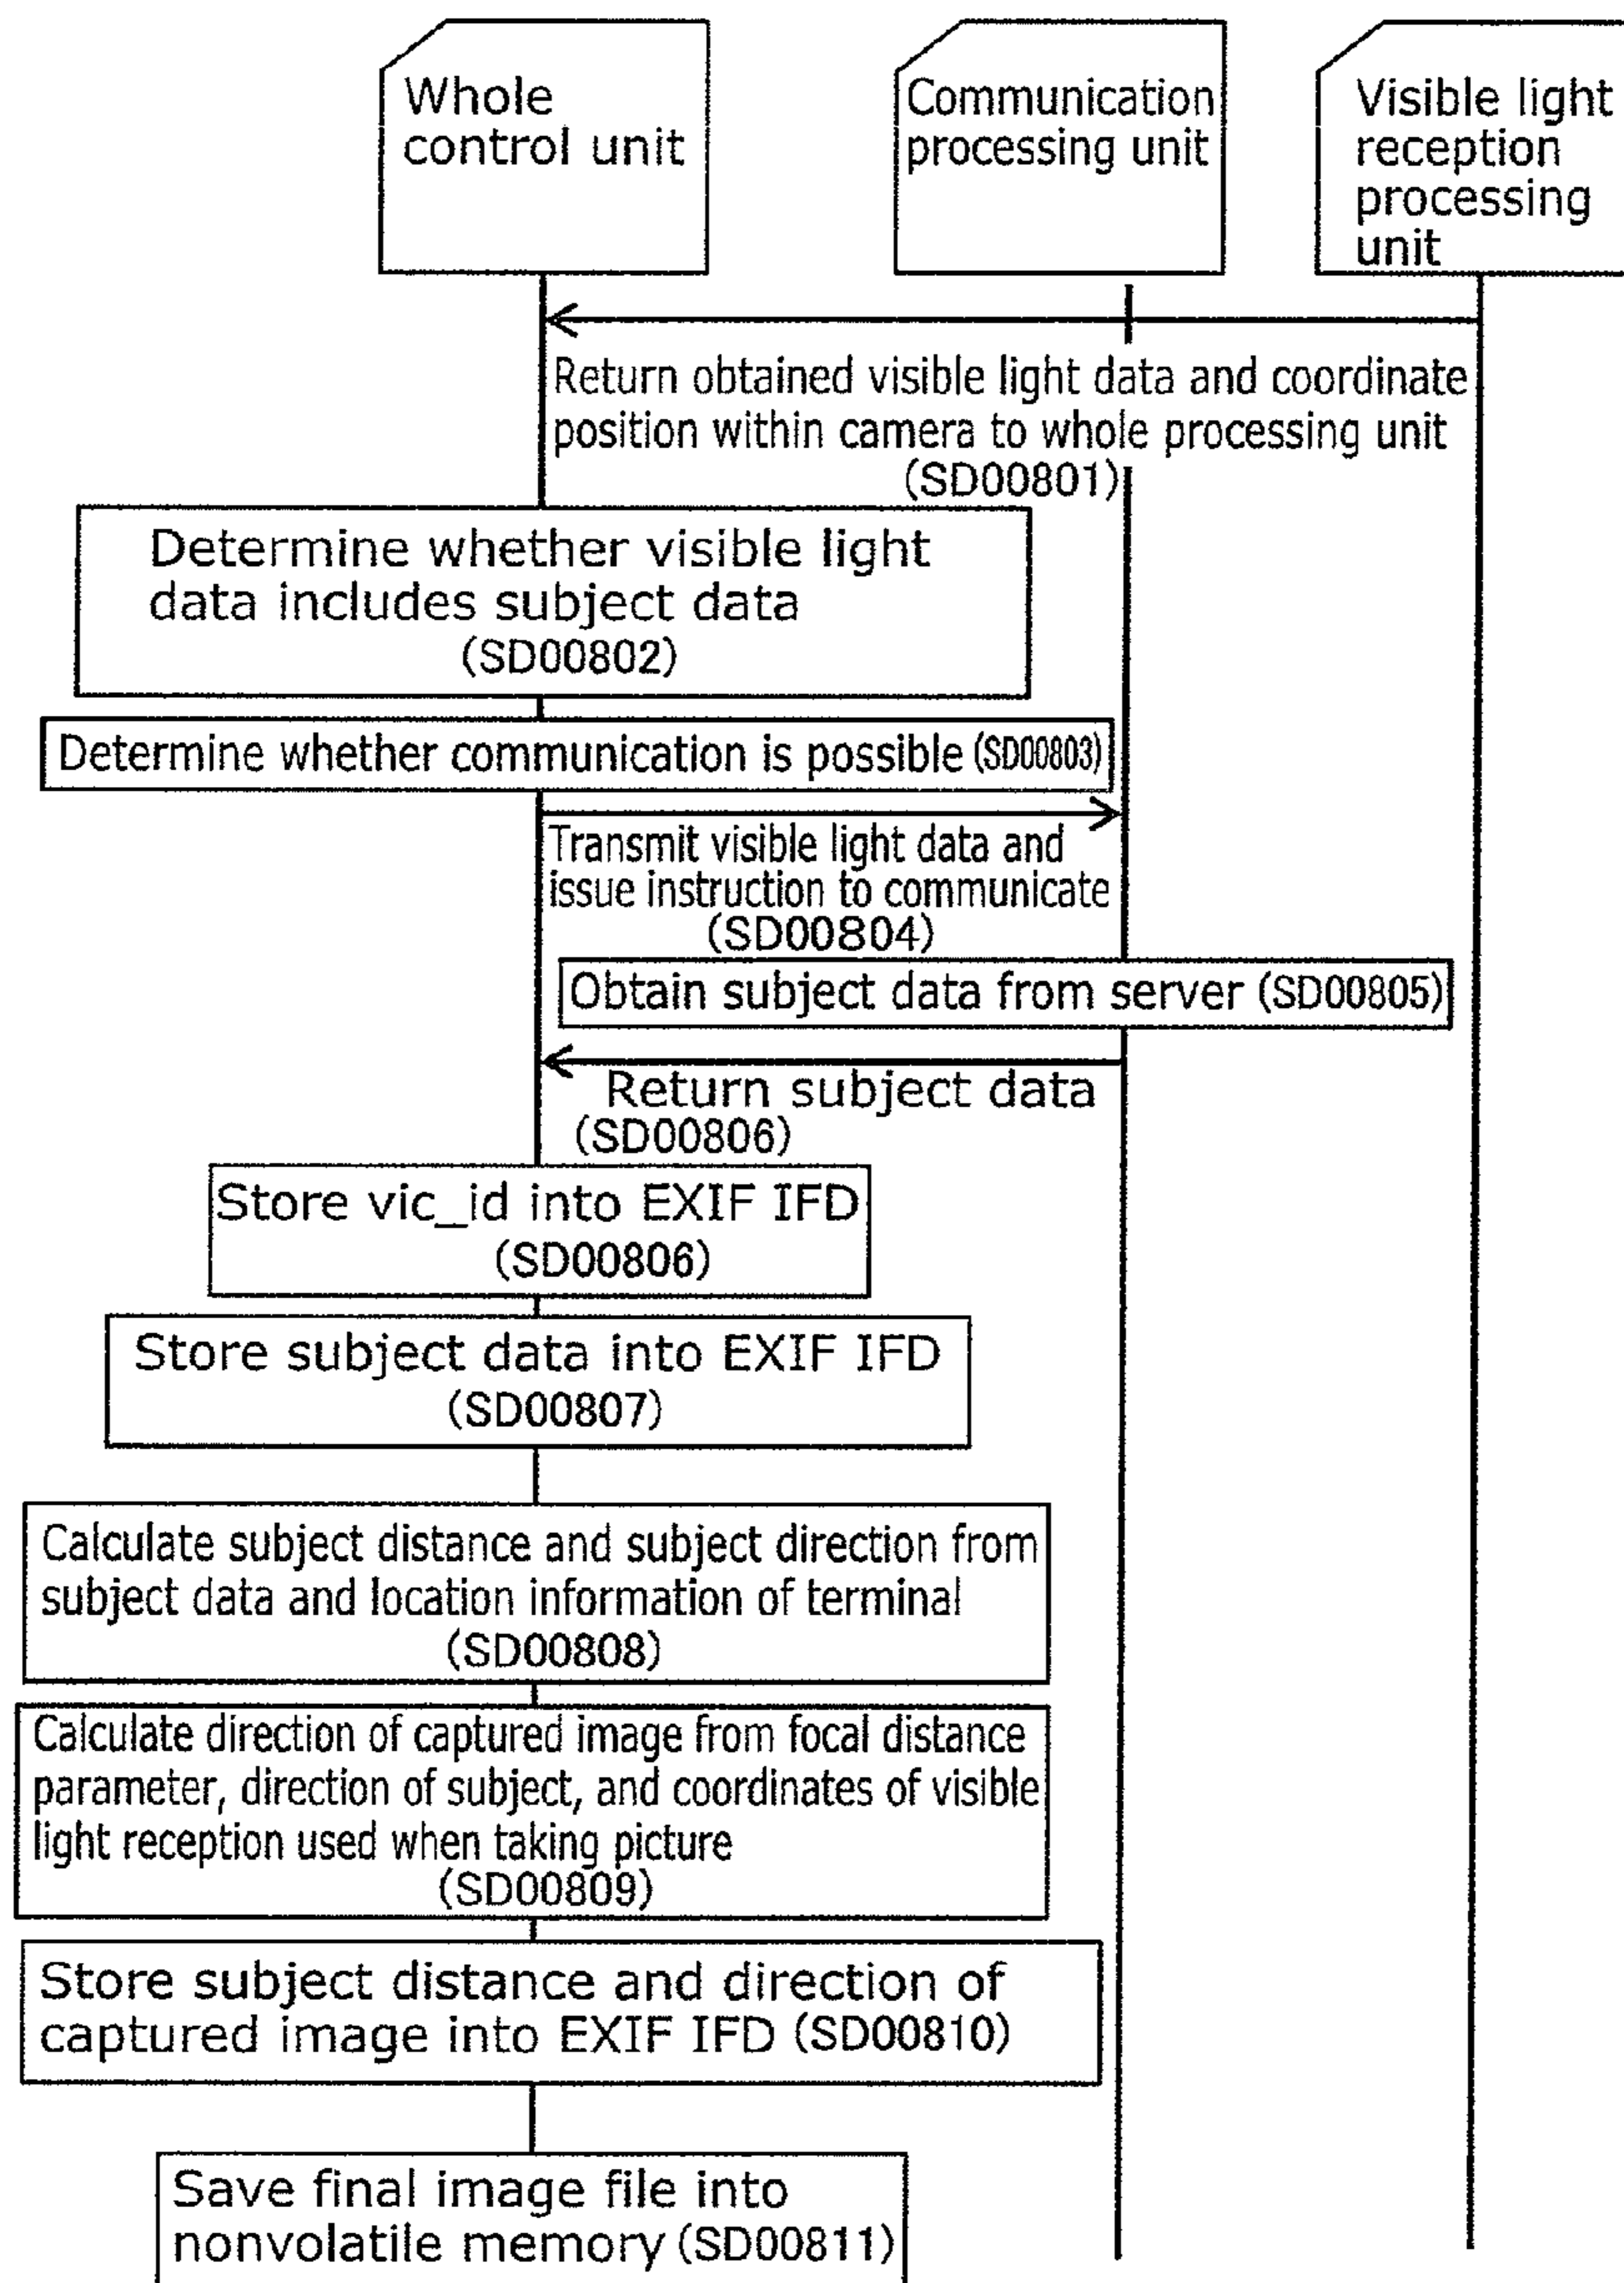 Whole
control unit
Communication
processing unit
Visible light
reception
processing
unit
Return obtained visible light data and coordinate
position within camera to whole processing unit
(SD00801)
Determine whether visible light
data includes subject data
(SD00802)
Determine whether communication is possible (SD00803)
Transmit visible light data and
issue instruction to communicate
(SD00804)
Obtain subject data from server (SD00805)
Return subject data
(SD00806)
Store vic_id into EXIF IFD
(SD00806)
Store subject data into EXIF IFD
(SD00807)
Calculate subject distance and subject direction from
subject data and location information of terminal
(SD00808)
Calculate direction of captured image from focal distance
parameter, direction of subject, and coordinates of visible
light reception used when taking picture
(SD00809)
Store subject distance and direction of
captured image into EXIF IFD (SD00810)
Save final image file into
nonvolatile memory (SD00811)